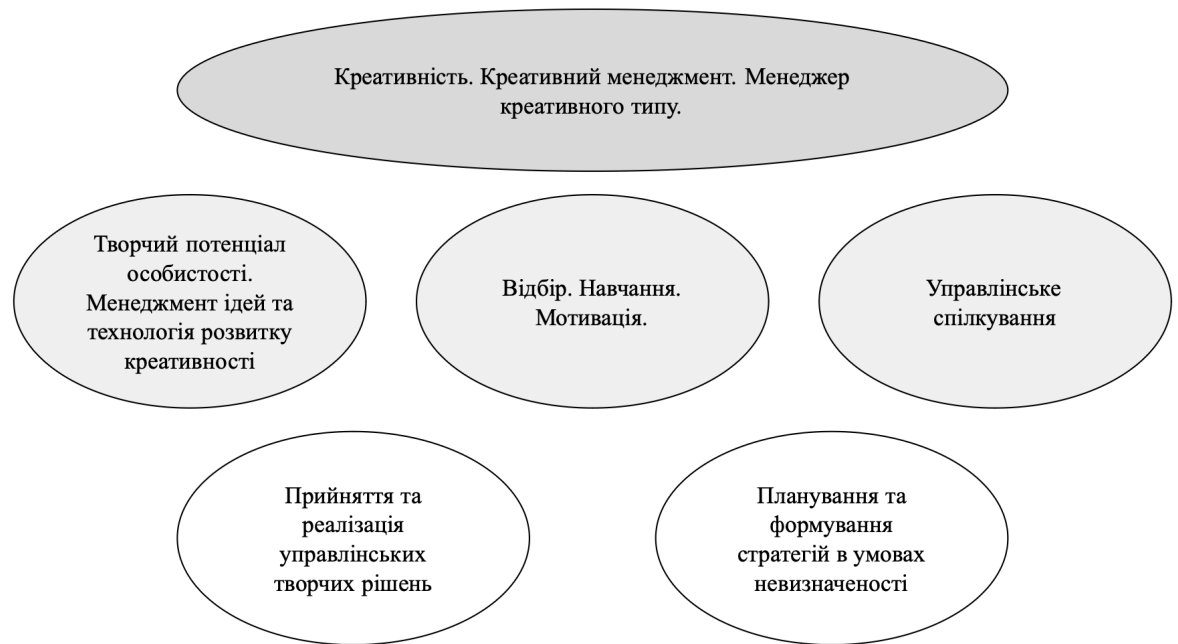 Креативність. Креативний менеджмент. Менеджер
креативного типу.
Творчий потенціал
особистості.
Менеджмент ідей та
технологія розвитку
креативності
Відбір. Навчання.
Мотивація.
Управлінське
спілкування
Прийняття та
реалізація
управлінських
творчих рішень
Планування та
формування
стратегій в умовах
невизначеності